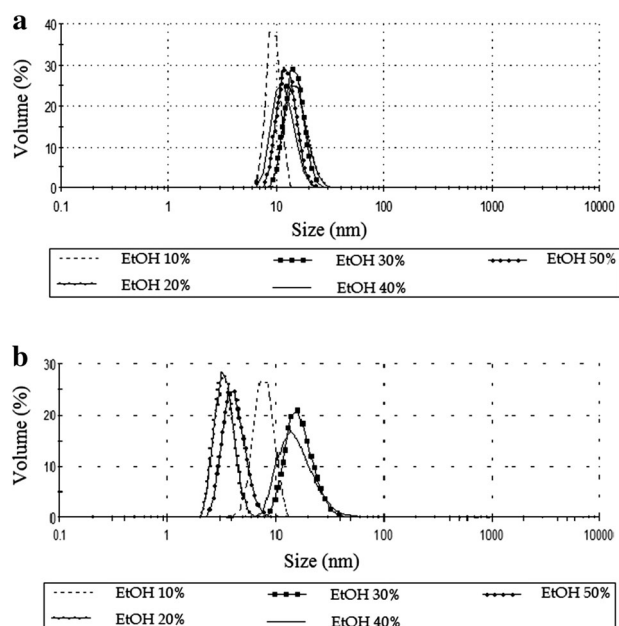 a
40
30
20
10
0
Volume (%)
0.1 1 10 100 1000 10000
Size (nm)
EtOH 10% EtOH 30% EtOH 50%
EtOH 20% EtOH 40%
b
30
20
10
0
Volume (%)
0.1 1 10 100 1000 10000
Size (nm)
EtOH 10% EtOH 30% EtOH 50%
EtOH 20% EtOH 40%